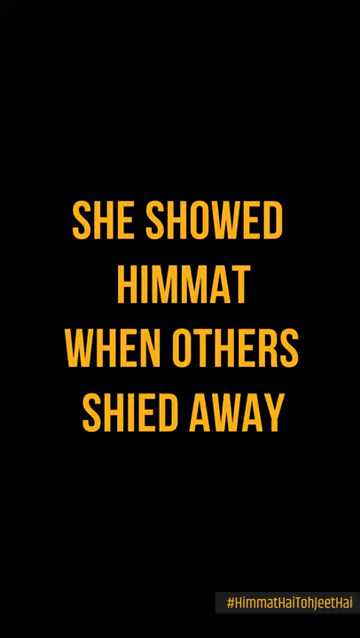 SHE SHOWED
HIMMAT
WHEN OTHERS
SHIED AWAY
#HimmatHaiTohJeetHai